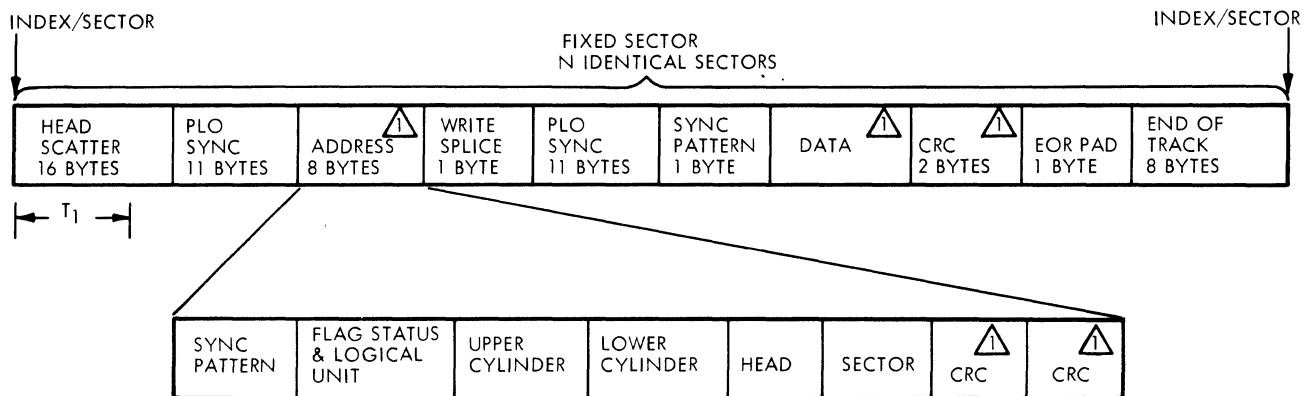 INDEX/SECTOR
INDEX/SECTOR
FIXED SECTOR
N IDENTICAL SECTORS
HEAD
SCATTER
16 BYTES
PLO
SYNC
11 BYTES
1
ADDRESS
8 BYTES
WRITE
SPLICE
1 BYTE
PLO
SYNC
11 BYTES
SYNC
PATTERN
1 BYTE
1
DATA
1
CRC
2 BYTES
EOR PAD
1 BYTE
END OF
TRACK
8 BYTES
T1
SYNC
PATTERN
FLAG STATUS
& LOGICAL
UNIT
UPPER
CYLINDER
LOWER
CYLINDER
HEAD
SECTOR
1
CRC
1
CRC